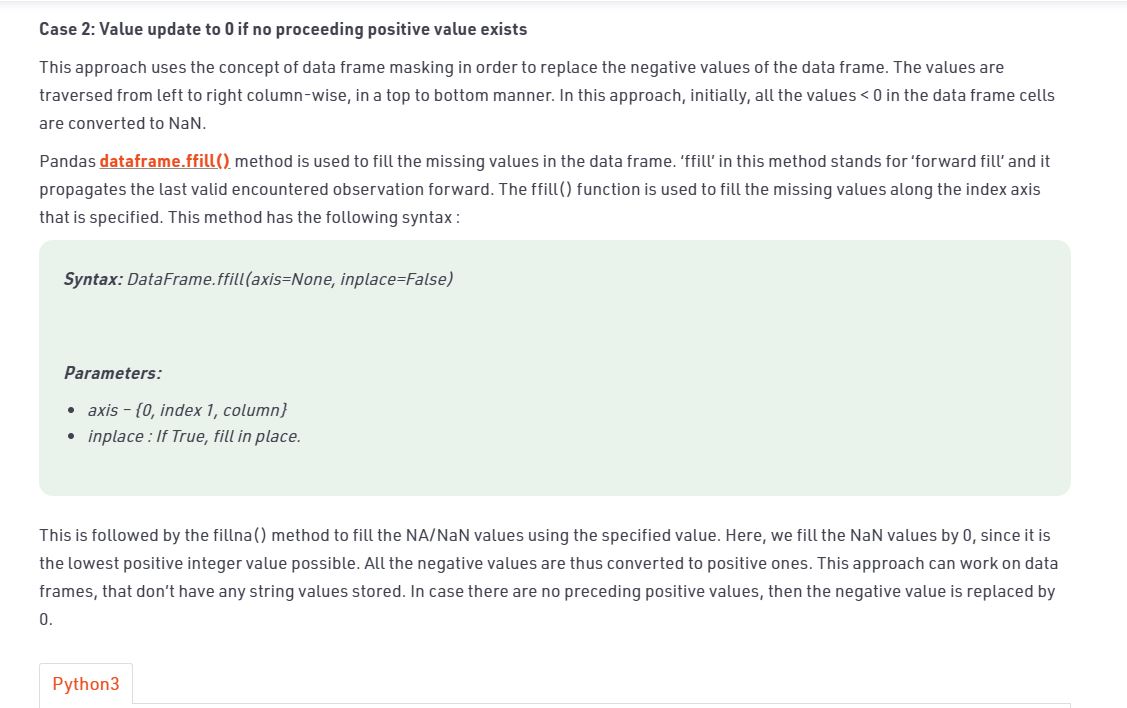 Case 2: Value update to 0 if no proceeding positive value exists
This approach uses the concept of data frame masking in order to replace the negative values of the data frame. The values are
traversed from left to right column-wise, in a top to bottom manner. In this approach, initially, all the values < 0 in the data frame cells
are converted to NaN.
Pandas dataframe.ffill() method is used to fill the missing values in the data frame. ‘ffill’ in this method stands for ‘forward fill’ and it
propagates the last valid encountered observation forward. The ffill() function is used to fill the missing values along the index axis
that is specified. This method has the following syntax :
Syntax: DataFrame.ffill(axis=None, inplace=False)
Parameters:
• axis – {0, index 1, column}
• inplace : If True, fill in place.
This is followed by the fillna() method to fill the NA/NaN values using the specified value. Here, we fill the NaN values by 0, since it is
the lowest positive integer value possible. All the negative values are thus converted to positive ones. This approach can work on data
frames, that don’t have any string values stored. In case there are no preceding positive values, then the negative value is replaced by
0.
Python3